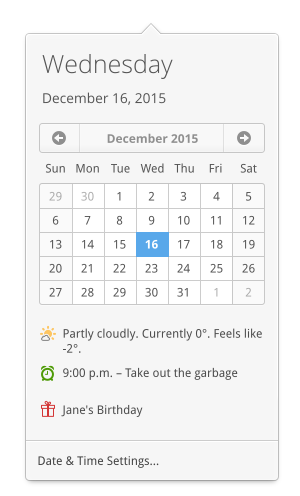 Wednesday
December 16, 2015
December 2015
Sun Mon Tue Wed Thu Fri Sat
29 30 1 2 3 4 5
6 7 8 9 10 11 12
13 14 15 16 17 18 19
20 21 22 23 24 25 26
27 28 29 30 31 1 2
Partly cloudly. Currently 0°. Feels like
-2°.
9:00 p.m. – Take out the garbage
Jane's Birthday
Date & Time Settings...